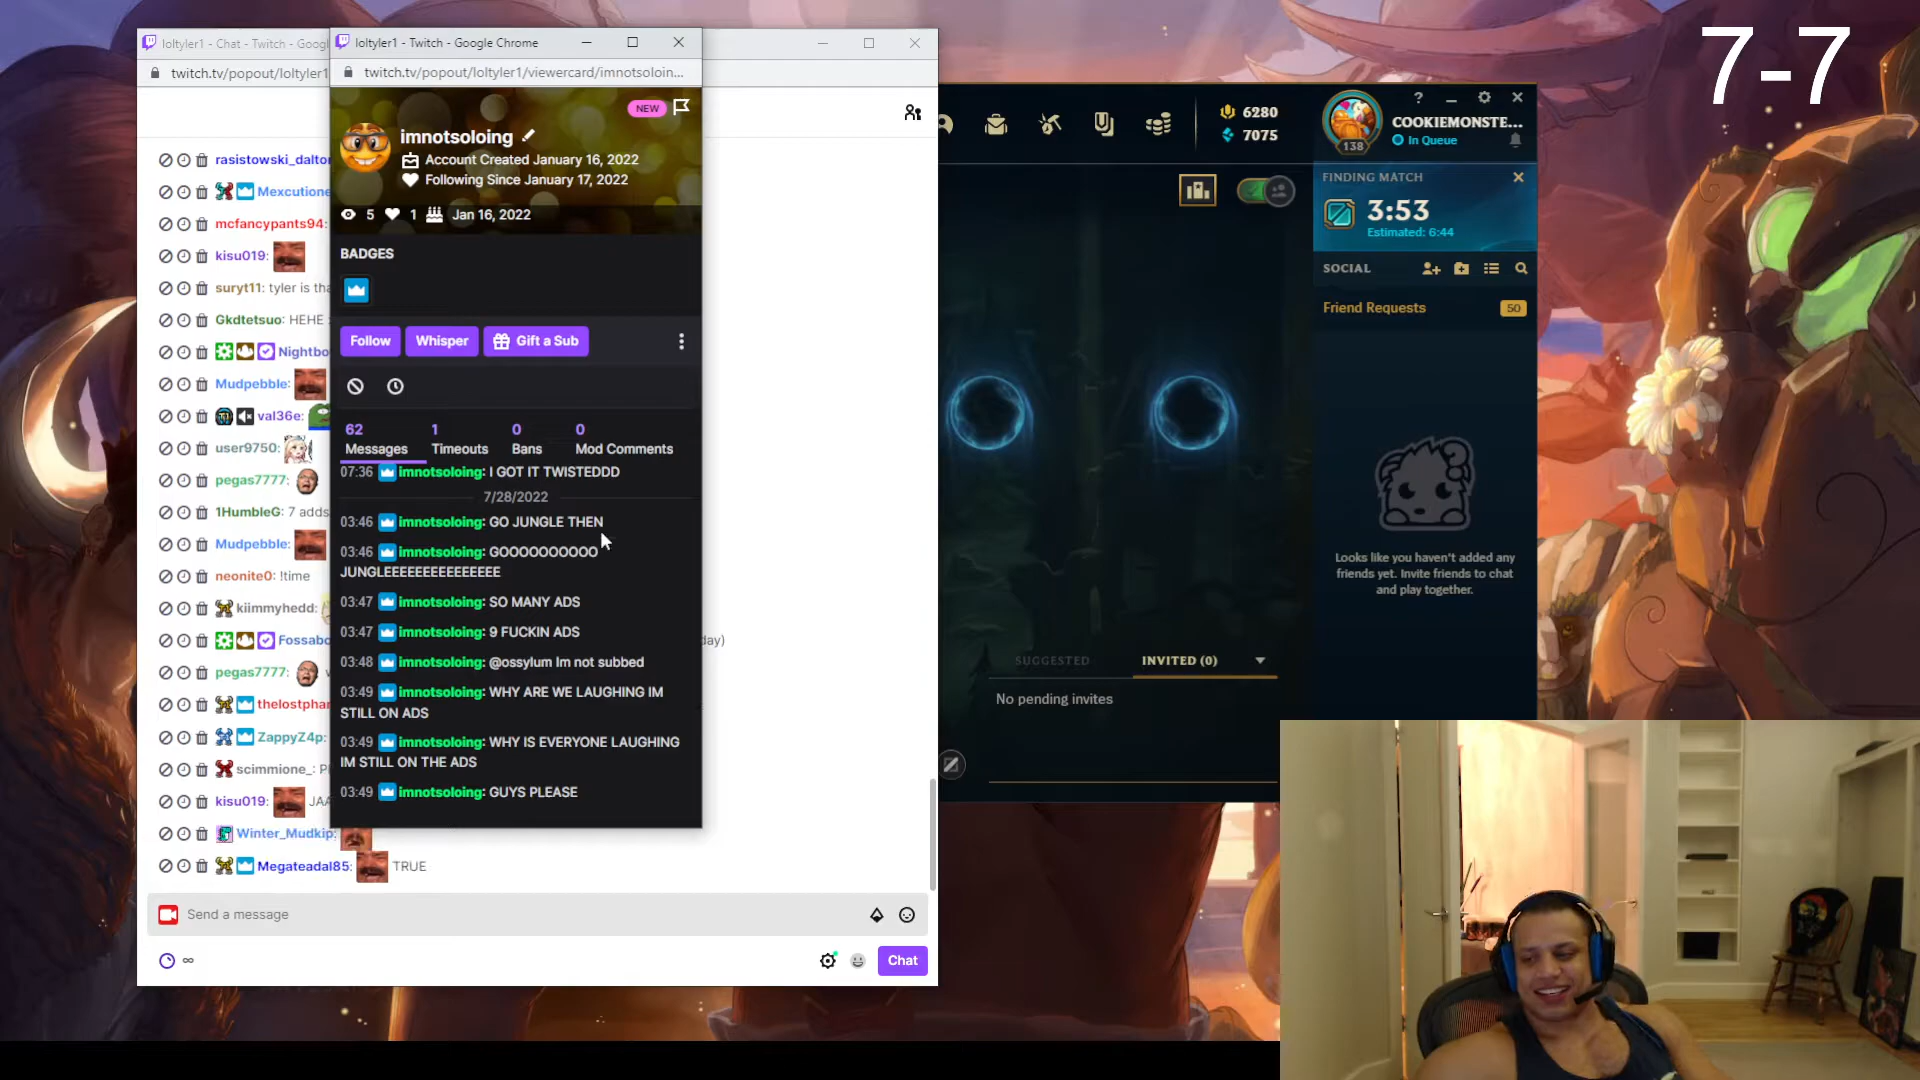 7-7
loltyler1 - Chat - Twitch - Googl
loltyler1 - Twitch - Google Chrome
twitch.tv/popout/loltyler1
twitch.tv/popout/loltyler1/viewercard/imnotsoloin...
NEW
imnotsoloing
Account Created January 16, 2022
Following Since January 17, 2022
5 1 Jan 16, 2022
BADGES
Follow Whisper Gift a Sub
62 1 0 0
Messages Timeouts Bans Mod Comments
07:36 imnotsoloing: I GOT IT TWISTEDDD
7/28/2022
03:46 imnotsoloing: GO JUNGLE THEN
03:46 imnotsoloing: GOOOOOOOOOO
JUNGLEEEEEEEEEEEEEEE
03:47 imnotsoloing: SO MANY ADS
03:47 imnotsoloing: 9 FUCKIN ADS
03:48 imnotsoloing: @ossylum Im not subbed
03:49 imnotsoloing: WHY ARE WE LAUGHING IM
STILL ON ADS
03:49 imnotsoloing: WHY IS EVERYONE LAUGHING
IM STILL ON THE ADS
03:49 imnotsoloing: GUYS PLEASE
rasistowski_dalto
Mexcutione
mcfancypants94:
kisu019:
suryt11: tyler is tha
Gkdtetsuo: HEHE
Nightbo
Mudpebble:
val36e:
user9750:
pegas7777:
1HumbleG: 7 adds
Mudpebble:
neonite0: !time
kiimmyhedd:
Fossabo
day)
pegas7777:
thelostphar
ZappyZ4p:
scimmione_:
kisu019: JAA
Winter_Mudkip:
Megateadal85: TRUE
Send a message
Chat
6280
7075
138
COOKIEMONSTE...
In Queue
FINDING MATCH
3:53
Estimated: 6:44
SOCIAL
Friend Requests 50
Looks like you haven't added any
friends yet. Invite friends to chat
and play together.
SUGGESTED INVITED (0)
No pending invites